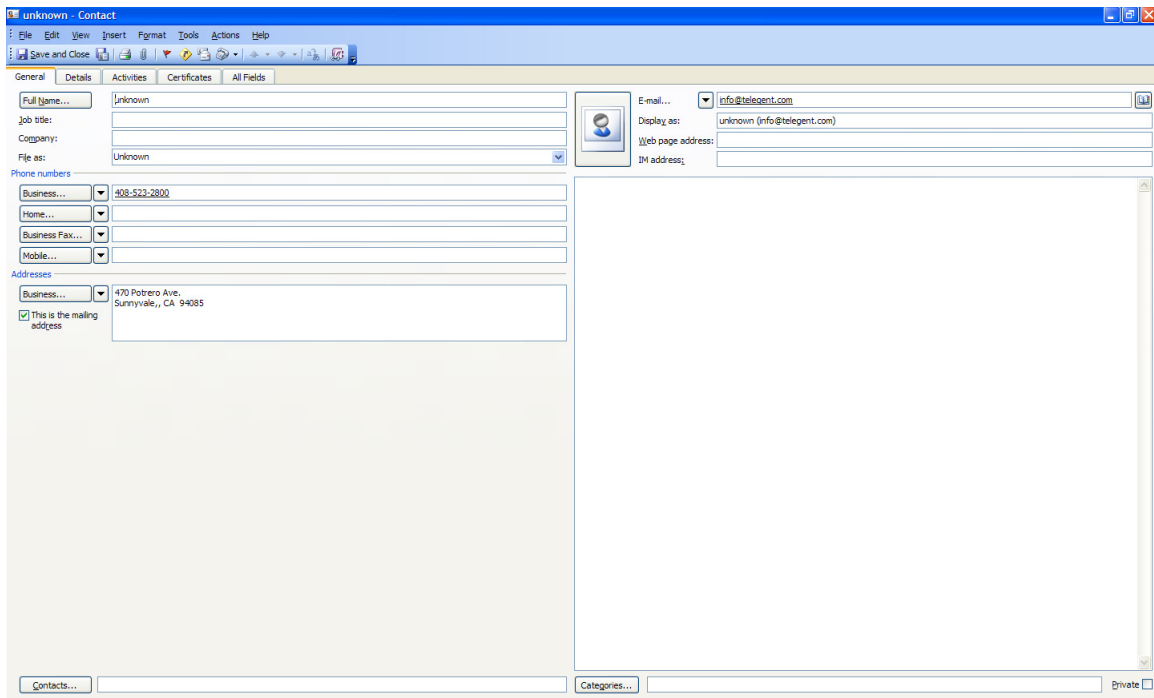 unknown - Contact
File Edit View Insert Format Tools Actions Help
Save and Close
General Details Activities Certificates All Fields
Full Name... unknown
Job title:
Company:
File as: Unknown
Phone numbers
Business... 408-523-2800
Home...
Business Fax...
Mobile...
Addresses
Business... 470 Potrero Ave.
Sunnyvale,, CA 94085
This is the mailing
address
E-mail... info@telegent.com
Display as: unknown (info@telegent.com)
Web page address:
IM address:
Contacts...
Categories...
Private